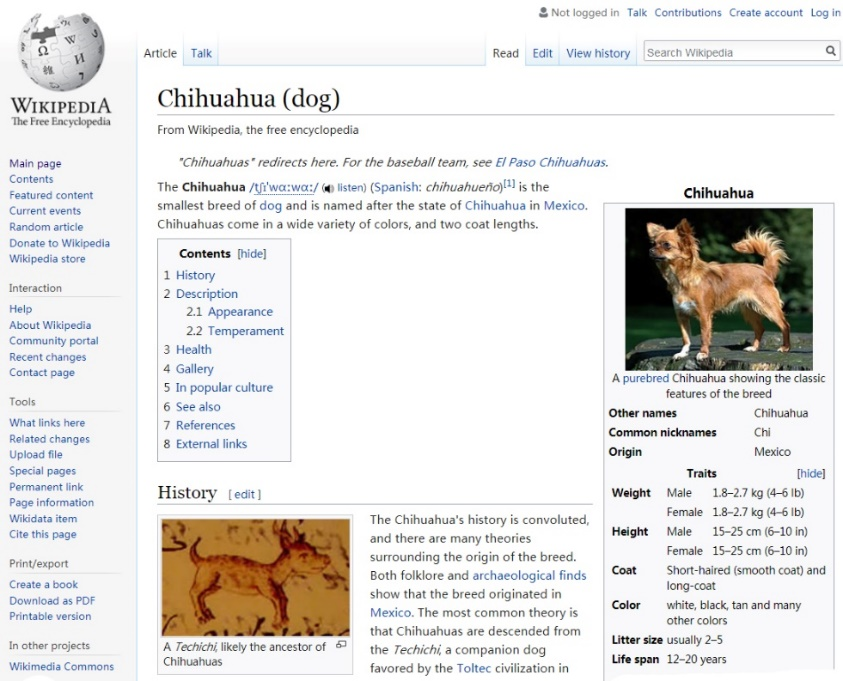 Not logged in Talk Contributions Create account Log in
Article Talk
Read Edit View history Search Wikipedia
WIKIPEDIA
The Free Encyclopedia
Main page
Contents
Featured content
Current events
Random article
Donate to Wikipedia
Wikipedia store
Interaction
Help
About Wikipedia
Community portal
Recent changes
Contact page
Tools
What links here
Related changes
Upload file
Special pages
Permanent link
Page information
Wikidata item
Cite this page
Print/export
Create a book
Download as PDF
Printable version
In other projects
Wikimedia Commons
Chihuahua (dog)
From Wikipedia, the free encyclopedia
"Chihuahuas" redirects here. For the baseball team, see El Paso Chihuahuas.
The Chihuahua /tʃɪˈwɑːwɑː/ (listen) (Spanish: chihuahueño)[1] is the
smallest breed of dog and is named after the state of Chihuahua in Mexico.
Chihuahuas come in a wide variety of colors, and two coat lengths.
Contents [hide]
1 History
2 Description
2.1 Appearance
2.2 Temperament
3 Health
4 Gallery
5 In popular culture
6 See also
7 References
8 External links
History [ edit ]
A Techichi, likely the ancestor of
Chihuahuas
The Chihuahua's history is convoluted,
and there are many theories
surrounding the origin of the breed.
Both folklore and archaeological finds
show that the breed originated in
Mexico. The most common theory is
that Chihuahuas are descended from
the Techichi, a companion dog
favored by the Toltec civilization in
Chihuahua
A purebred Chihuahua showing the classic
features of the breed
Other names Chihuahua
Common nicknames Chi
Origin Mexico
Traits [hide]
Weight Male 1.8–2.7 kg (4–6 lb)
Female 1.8–2.7 kg (4–6 lb)
Height Male 15–25 cm (6–10 in)
Female 15–25 cm (6–10 in)
Coat Short-haired (smooth coat) and
long-coat
Color white, black, tan and many
other colors
Litter size usually 2–5
Life span 12–20 years